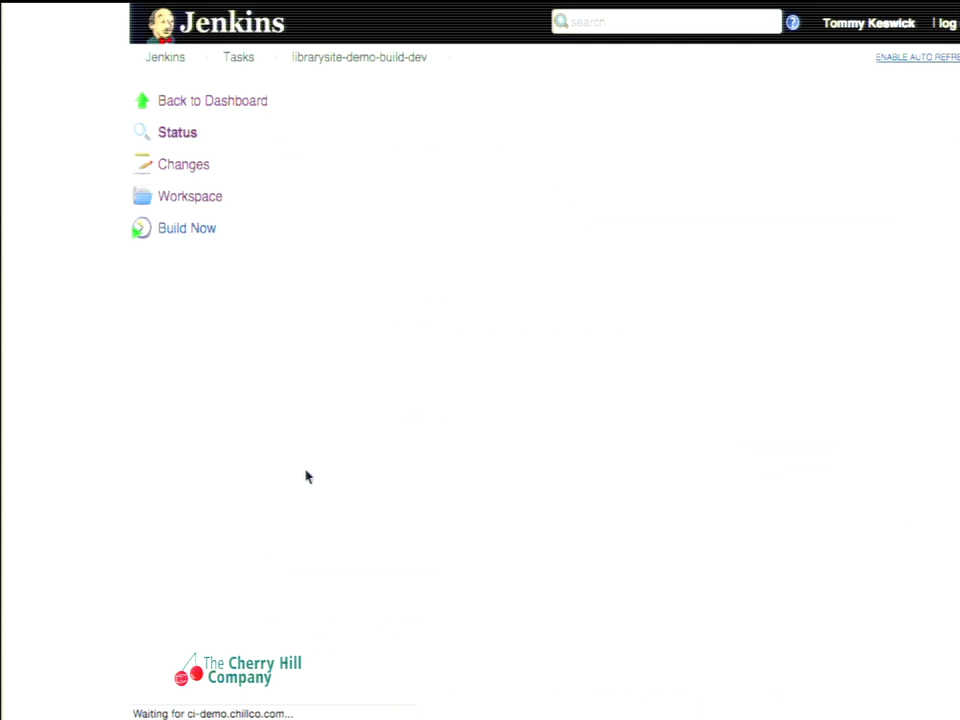 Jenkins
search
Tommy Keswick | log
Jenkins Tasks librarysite-demo-build-dev
ENABLE AUTO REFRE
Back to Dashboard
Status
Changes
Workspace
Build Now
The Cherry Hill
Company
Waiting for ci-demo.chillco.com...